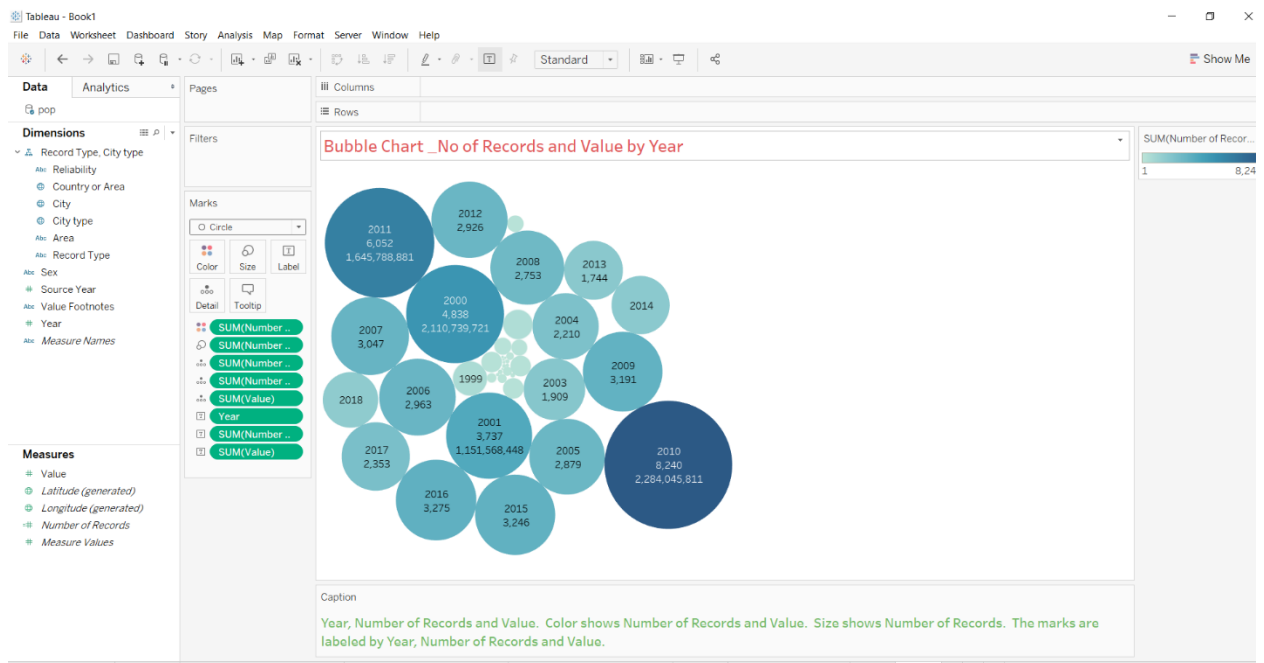 Tableau - Book1
File Data Worksheet Dashboard Story Analysis Map Format Server Window Help
Standard
Show Me
Data Analytics
pop
Dimensions
Record Type, City type
Abc Reliability
Country or Area
City
City type
Abc Area
Abc Record Type
Abc Sex
# Source Year
Abc Value Footnotes
# Year
Abc Measure Names
Measures
# Value
Latitude (generated)
Longitude (generated)
=# Number of Records
# Measure Values
Pages
Filters
Marks
Circle
Color Size Label
Detail Tooltip
SUM(Number ..
SUM(Number ..
SUM(Number ..
SUM(Number ..
SUM(Value)
Year
SUM(Number ..
SUM(Value)
Columns
Rows
Bubble Chart _No of Records and Value by Year
2011
6,052
1,645,788,881
2012
2,926
2008
2,753
2013
1,744
2000
4,838
2,110,739,721
2014
2007
3,047
2004
2,210
2009
3,191
1999
2018
2006
2,963
2003
1,909
2001
3,737
1,151,568,448
2017
2,353
2005
2,879
2010
8,240
2,284,045,811
2016
3,275
2015
3,246
SUM(Number of Recor...
1 8,24
Caption
Year, Number of Records and Value. Color shows Number of Records and Value. Size shows Number of Records. The marks are
labeled by Year, Number of Records and Value.